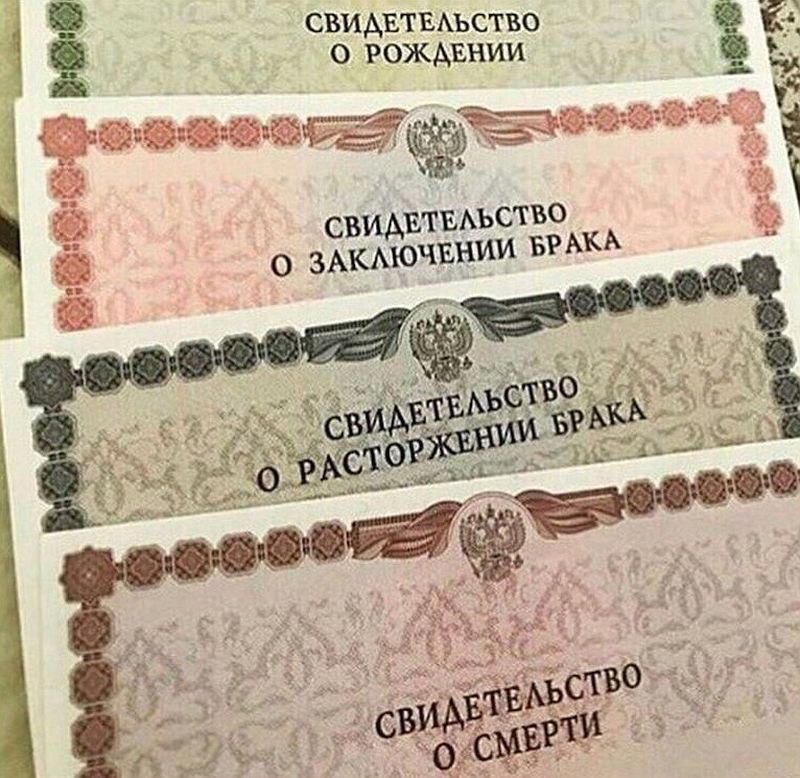 СВИДЕТЕЛЬСТВО
О РОЖДЕНИИ
СВИДЕТЕЛЬСТВО
О ЗАКЛЮЧЕНИИ БРАКА
СВИДЕТЕЛЬСТВО
О РАСТОРЖЕНИИ БРАКА
СВИДЕТЕЛЬСТВО
О СМЕРТИ